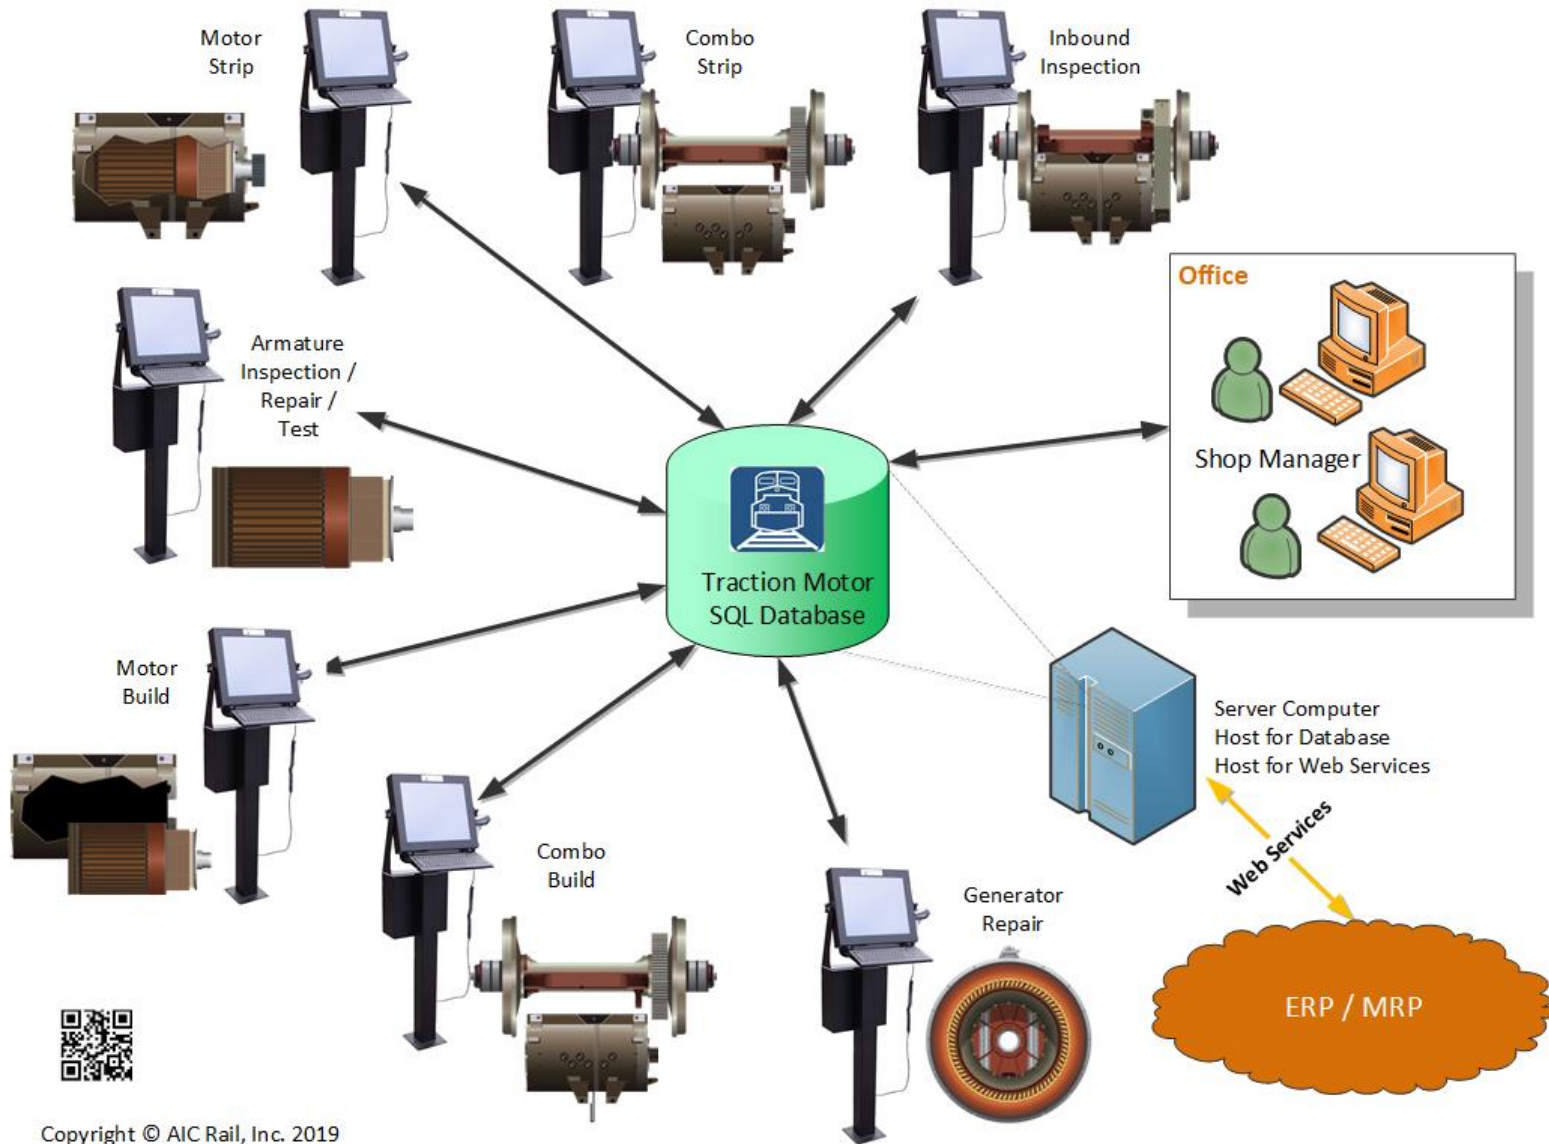 Motor
Strip
Combo
Strip
Inbound
Inspection
Office
Shop Manager
Armature
Inspection /
Repair /
Test
Traction Motor
SQL Database
Motor
Build
Server Computer
Host for Database
Host for Web Services
Web Services
Combo
Build
Generator
Repair
ERP / MRP
Copyright © AIC Rail, Inc. 2019